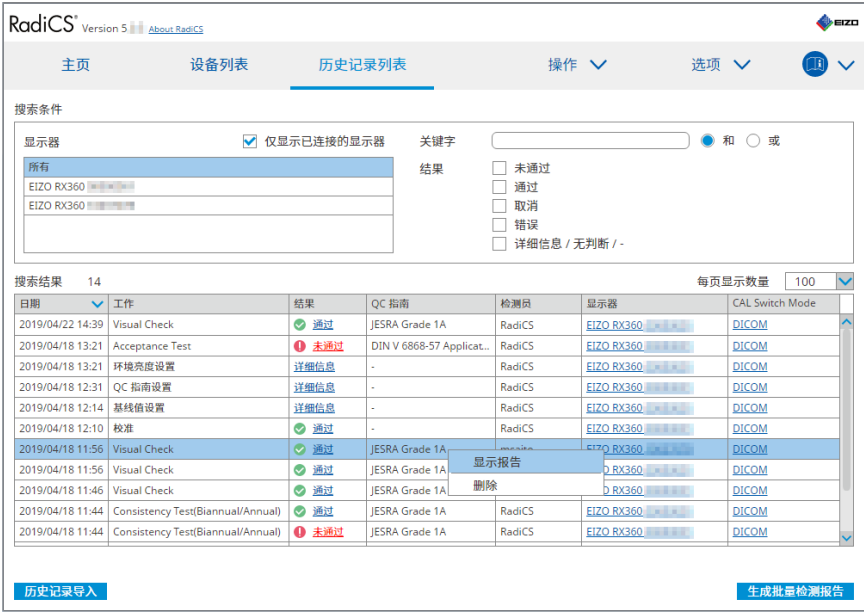 RadiCS® Version 5 About RadiCS EIZO
主页 设备列表 历史记录列表 操作 选项
搜索条件
显示器 仅显示已连接的显示器 关键字 和 或
所有 结果 未通过
EIZO RX360 通过
EIZO RX360 取消
错误
详细信息 / 无判断 / -
搜索结果 14 每页显示数量 100
日期 工作 结果 QC 指南 检测员 显示器 CAL Switch Mode
2019/04/22 14:39 Visual Check 通过 JESRA Grade 1A RadiCS EIZO RX360 DICOM
2019/04/18 13:21 Acceptance Test 未通过 DIN V 6868-57 Applicat... RadiCS EIZO RX360 DICOM
2019/04/18 13:21 环境亮度设置 详细信息 - RadiCS EIZO RX360 DICOM
2019/04/18 12:31 QC 指南设置 详细信息 - RadiCS EIZO RX360 DICOM
2019/04/18 12:14 基线值设置 详细信息 - RadiCS EIZO RX360 DICOM
2019/04/18 12:10 校准 通过 - RadiCS EIZO RX360 DICOM
2019/04/18 11:56 Visual Check 通过 JESRA Grade 1A EIZO RX360 DICOM
显示报告
2019/04/18 11:56 Visual Check 通过 JESRA Grade 1A RX360 DICOM
删除
2019/04/18 11:46 Visual Check 通过 JESRA Grade 1A RX360 DICOM
2019/04/18 11:44 Consistency Test(Biannual/Annual) 通过 JESRA Grade 1A RadiCS EIZO RX360 DICOM
2019/04/18 11:44 Consistency Test(Biannual/Annual) 未通过 JESRA Grade 1A RadiCS EIZO RX360 DICOM
历史记录导入 生成批量检测报告